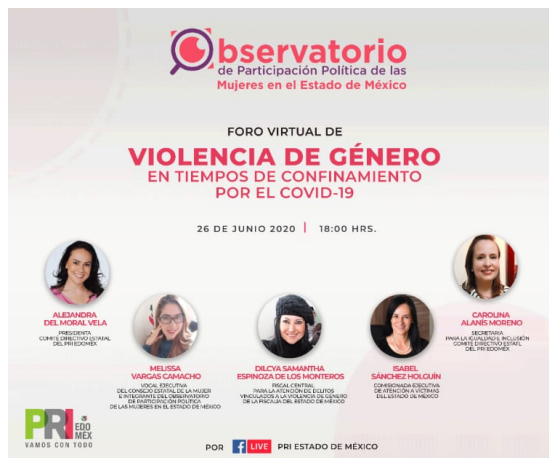 Observatorio
de Participación Política de las
Mujeres en el Estado de México
FORO VIRTUAL DE
VIOLENCIA DE GÉNERO
EN TIEMPOS DE CONFINAMIENTO
POR EL COVID-19
26 DE JUNIO 2020 | 18:00 HRS.
ALEJANDRA
DEL MORAL VELA
PRESIDENTA
COMITÉ DIRECTIVO ESTATAL
DEL PRI EDOMÉX
MELISSA
VARGAS CAMACHO
VOCAL EJECUTIVA
DEL CONSEJO ESTATAL DE LA MUJER
E INTEGRANTE DEL OBSERVATORIO
DE PARTICIPACIÓN POLÍTICA
DE LAS MUJERES EN EL ESTADO DE MÉXICO
DILCYA SAMANTHA
ESPINOZA DE LOS MONTEROS
FISCAL CENTRAL
PARA LA ATENCIÓN DE DELITOS
VINCULADOS A LA VIOLENCIA DE GÉNERO
DE LA FISCALIA DEL ESTADO DE MÉXICO
ISABEL
SÁNCHEZ HOLGUÍN
COMISIONADA EJECUTIVA
DE ATENCIÓN A VÍCTIMAS
DEL ESTADO DE MÉXICO
CAROLINA
ALANÍS MORENO
SECRETARIA
PARA LA IGUALDAD E INCLUSIÓN
COMITÉ DIRECTIVO ESTATL
DEL PRI EDOMÉX
PRI EDO MÉX
VAMOS CON TODO
POR f LIVE PRI ESTADO DE MÉXICO